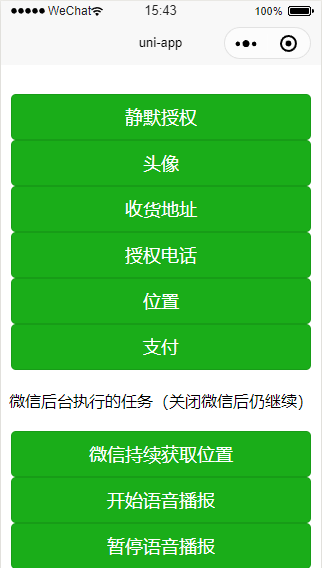 WeChat 15:43 100%
uni-app
静默授权
头像
收货地址
授权电话
位置
支付
微信后台执行的任务（关闭微信后仍继续）
微信持续获取位置
开始语音播报
暂停语音播报